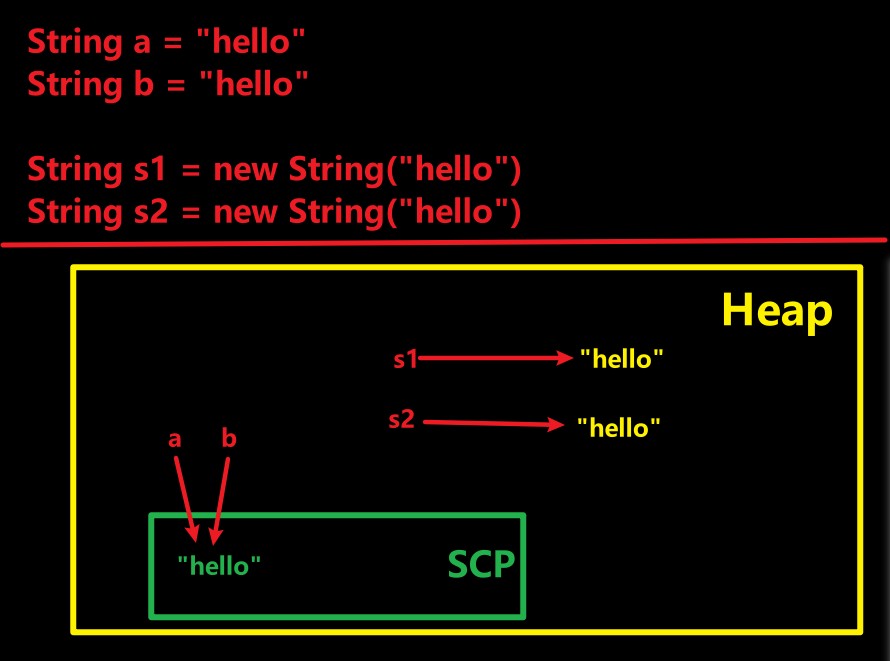 String a = "hello"
String b = "hello"
String s1 = new String("hello")
String s2 = new String("hello")
Heap
s1 "hello"
s2 "hello"
a b
"hello" SCP